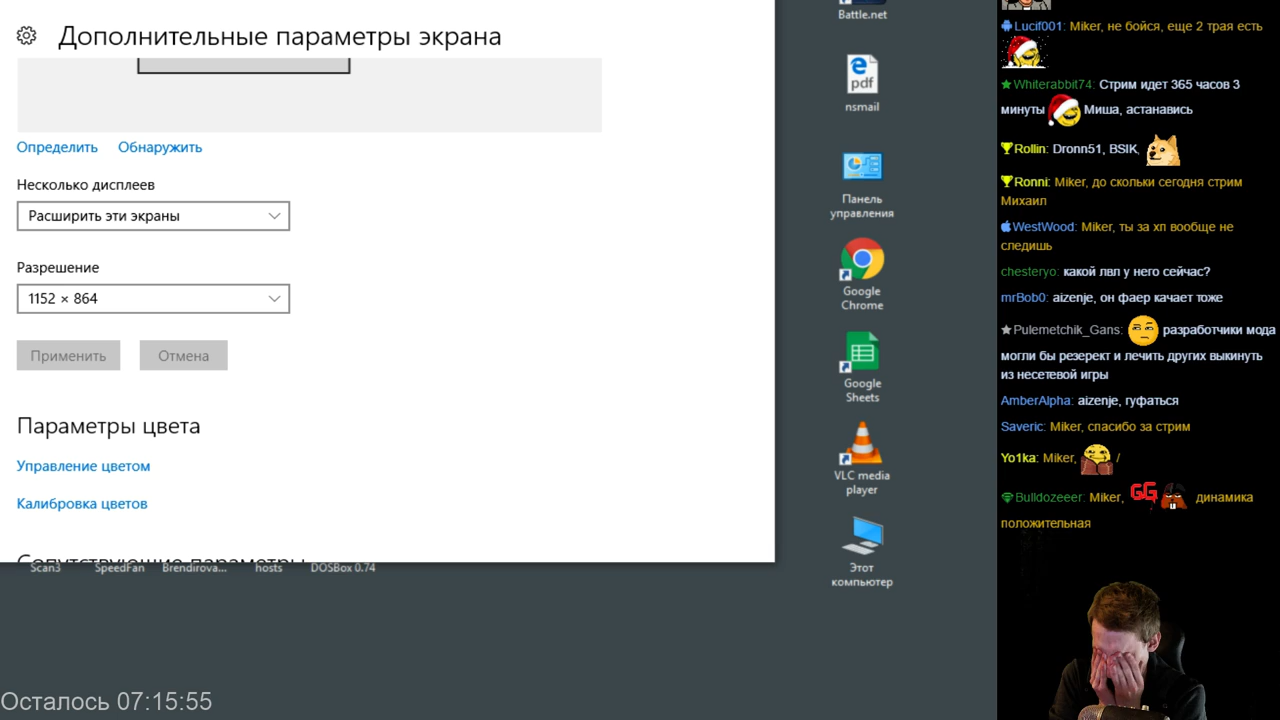 Дополнительные параметры экрана
Определить Обнаружить
Несколько дисплеев
Расширить эти экраны
Разрешение
1152 × 864
Применить Отмена
Параметры цвета
Управление цветом
Калибровка цветов
Сопутствующие параметры
Scan3 SpeedFan Brendirova... hosts DOSBox 0.74
Battle.net
pdf
nsmail
Панель
управления
Google
Chrome
Google
Sheets
VLC media
player
Этот
компьютер
Осталось 07:15:55
Lucif001: Miker, не бойся, еще 2 трая есть
Whiterabbit74: Стрим идет 365 часов 3
минуты Миша, астанавись
Rollin: Dronn51, BSIK,
Ronni: Miker, до скольки сегодня стрим
Михаил
WestWood: Miker, ты за хп вообще не
следишь
chesteryo: какой лвл у него сейчас?
mrBob0: aizenje, он фаер качает тоже
Pulemetchik_Gans: разработчики мода
могли бы резерект и лечить других выкинуть
из несетевой игры
AmberAlpha: aizenje, гуфаться
Saveric: Miker, спасибо за стрим
Yo1ka: Miker, /
Bulldozeeer: Miker, GG динамика
положительная